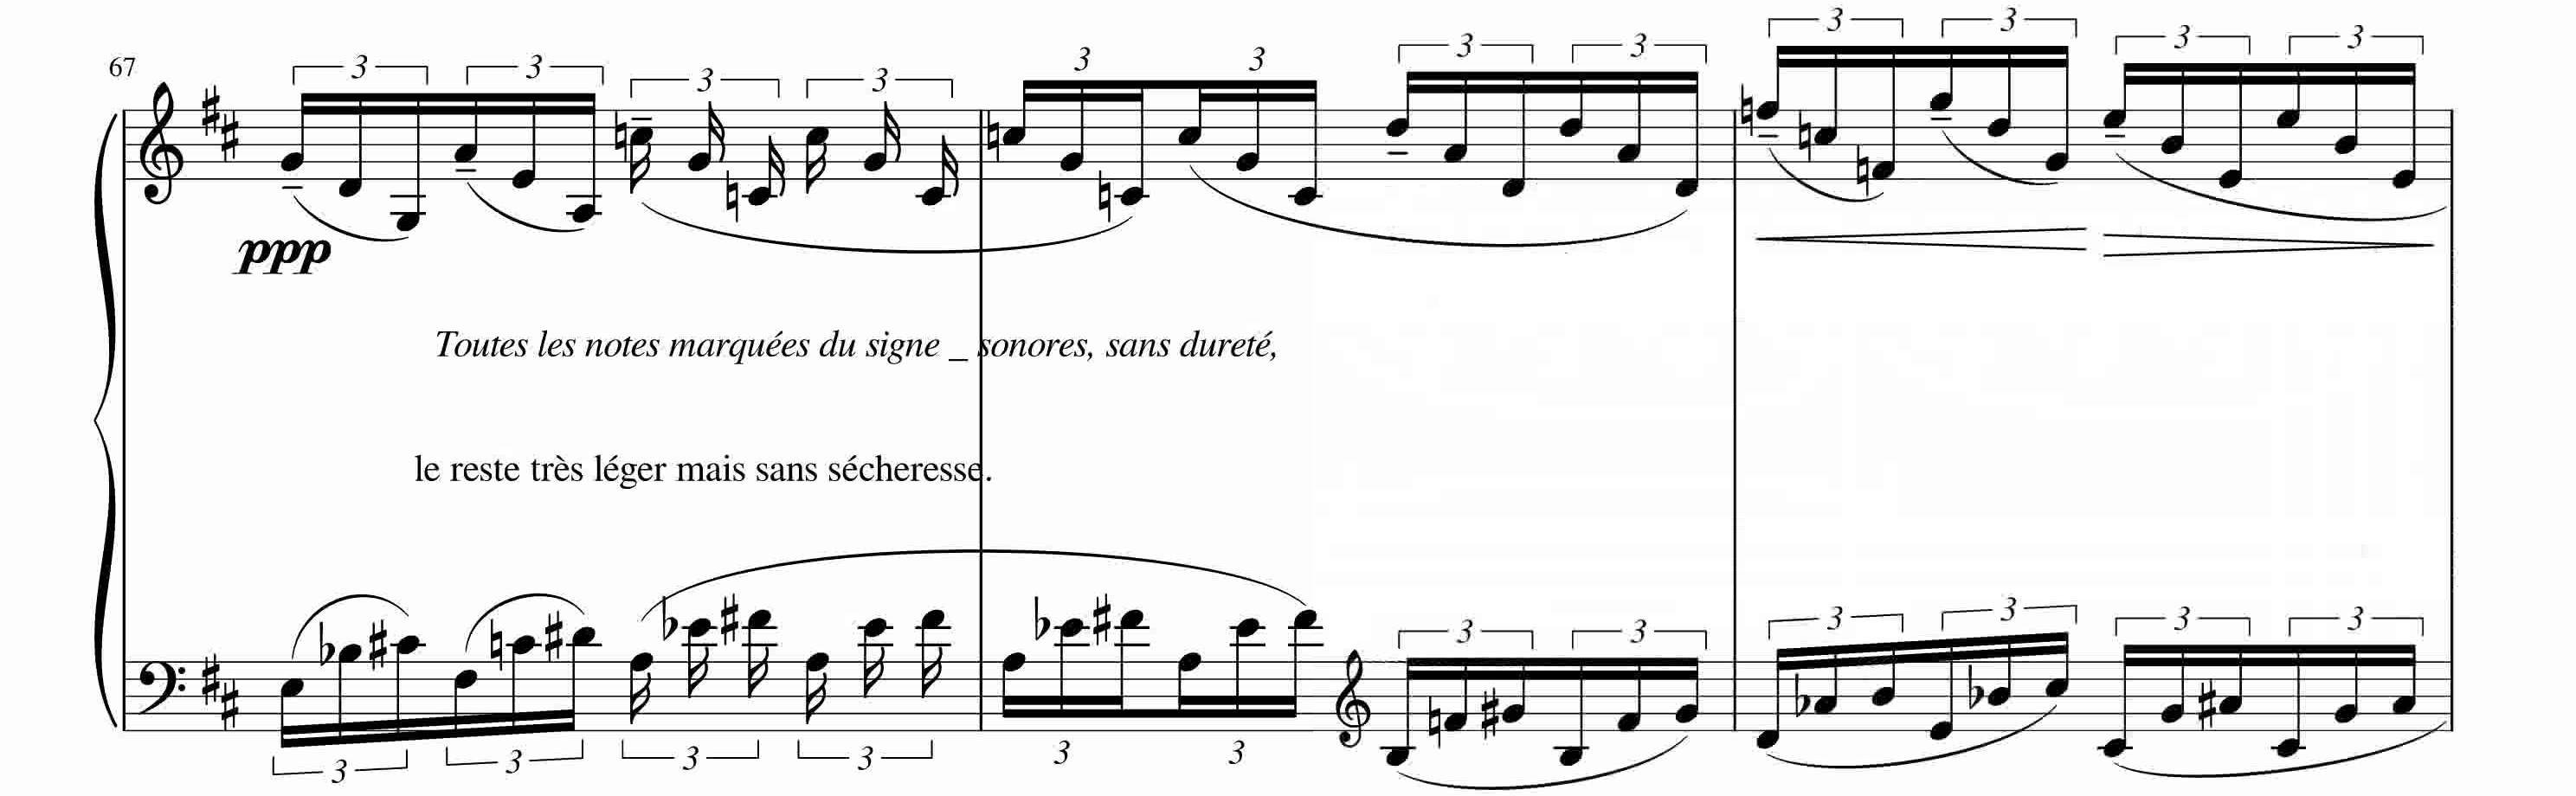 67
3 3 3 3 3 3 3 3 3 3 3 3
ppp
Toutes les notes marquées du signe _ sonores, sans dureté,
le reste très léger mais sans sécheresse.
3 3 3 3 3 3 3 3 3 3 3 3